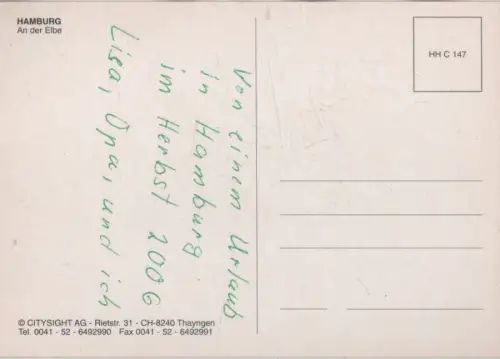 HAMBURG
An der Elbe
HH C 147
Von einem Urlaub
in Hamburg
im Herbst 2006
Lisa, Opa, und ich
© CITYSIGHT AG - Rietstr. 31 - CH-8240 Thayngen
Tel. 0041 - 52 - 6492990 Fax 0041 - 52 - 6492991